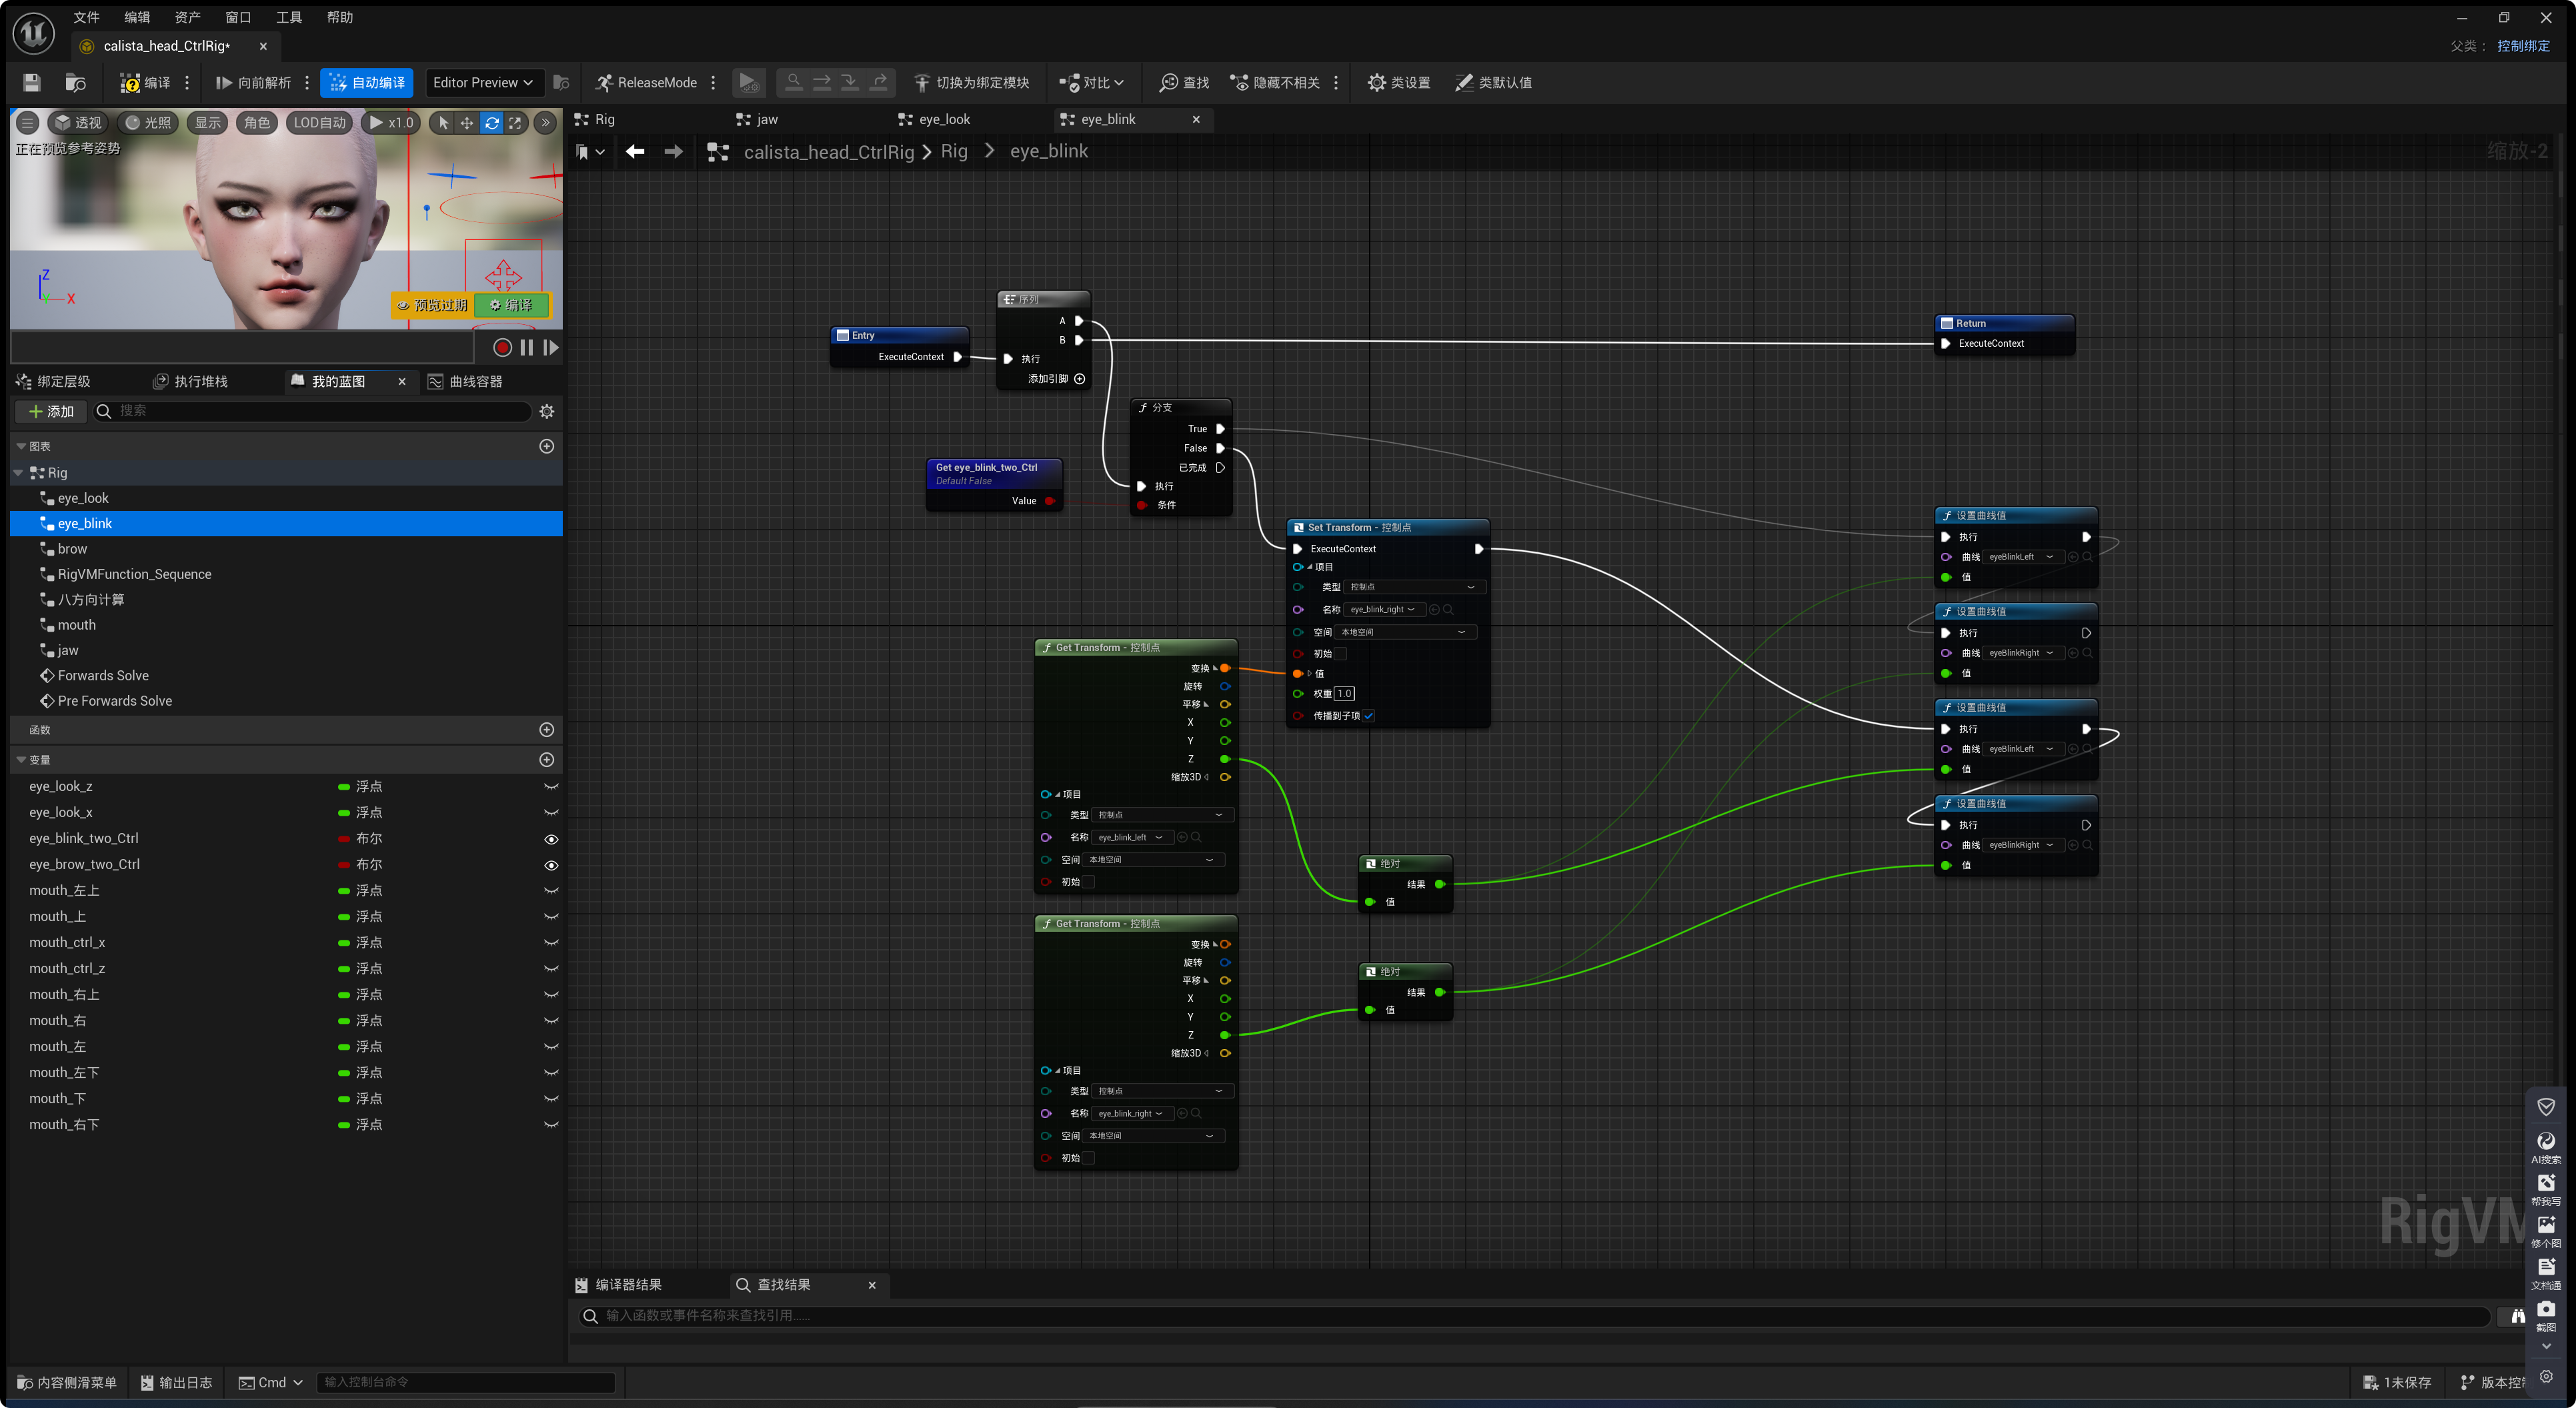 文件 编辑 资产 窗口 工具 帮助
calista_head_CtrlRig*
父类： 控制绑定
编译 向前解析 自动编译 Editor Preview ReleaseMode 切换为绑定模块 对比 查找 隐藏不相关 类设置 类默认值
透视 光照 显示 角色 LOD自动 x1.0
正在预览参考姿势
Z
X
预览过期 编译
绑定层级 执行堆栈 我的蓝图 曲线容器
添加 搜索
图表
Rig
eye_look
eye_blink
brow
RigVMFunction_Sequence
八方向计算
mouth
jaw
Forwards Solve
Pre Forwards Solve
函数
变量
eye_look_z 浮点
eye_look_x 浮点
eye_blink_two_Ctrl 布尔
eye_brow_two_Ctrl 布尔
mouth_左上 浮点
mouth_上 浮点
mouth_ctrl_x 浮点
mouth_ctrl_z 浮点
mouth_右上 浮点
mouth_右 浮点
mouth_左 浮点
mouth_左下 浮点
mouth_下 浮点
mouth_右下 浮点
Rig jaw eye_look eye_blink
calista_head_CtrlRig > Rig > eye_blink
缩放-2
Entry
ExecuteContext
序列
A
B
执行
添加引脚
Return
ExecuteContext
分支
True
False
已完成
执行
条件
Get eye_blink_two_Ctrl
Default False
Value
Set Transform - 控制点
ExecuteContext
项目
类型 控制点
名称 eye_blink_right
空间 本地空间
初始
值
权重 1.0
传播到子项
Get Transform - 控制点
变换
旋转
平移
X
Y
Z
缩放3D
项目
类型 控制点
名称 eye_blink_left
空间 本地空间
初始
Get Transform - 控制点
变换
旋转
平移
X
Y
Z
缩放3D
项目
类型 控制点
名称 eye_blink_right
空间 本地空间
初始
绝对
结果
值
绝对
结果
值
设置曲线值
执行
曲线 eyeBlinkLeft
值
设置曲线值
执行
曲线 eyeBlinkRight
值
设置曲线值
执行
曲线 eyeBlinkLeft
值
设置曲线值
执行
曲线 eyeBlinkRight
值
RigVM
AI搜索
帮我写
修个图
文档通
截图
编译器结果 查找结果
输入函数或事件名称来查找引用......
内容侧滑菜单 输出日志 Cmd 输入控制台命令
1未保存 版本控制